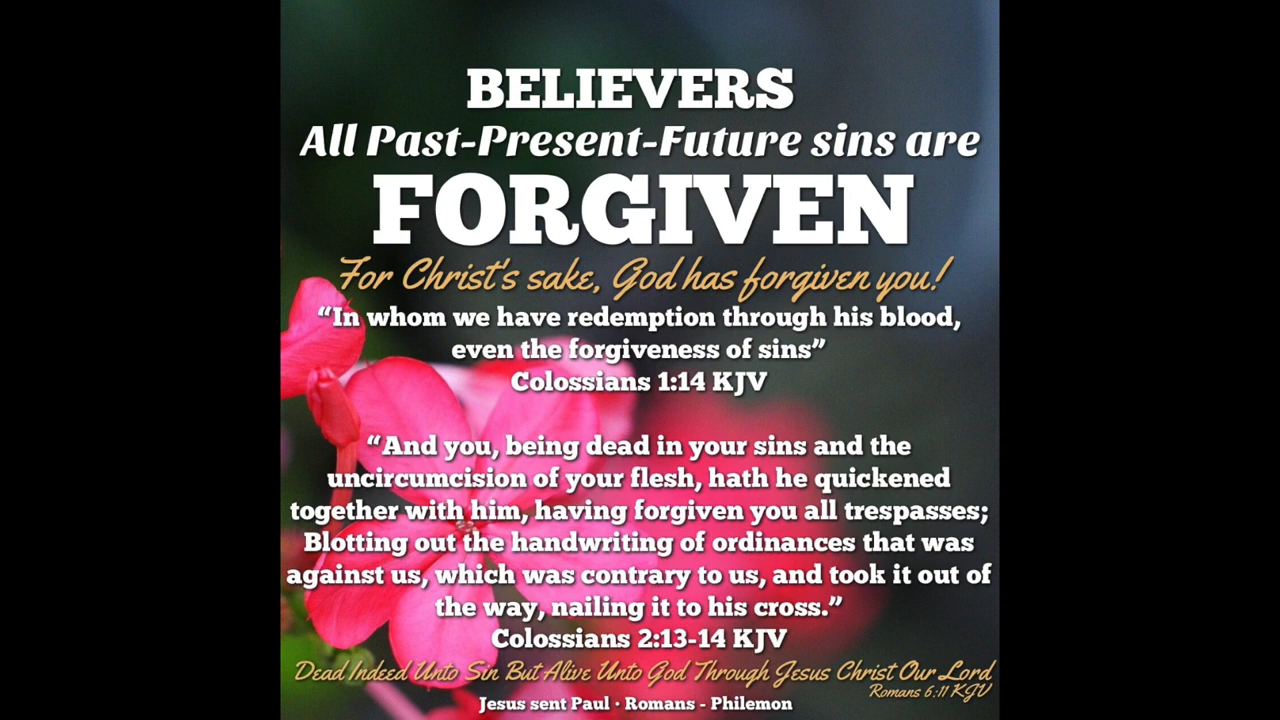 BELIEVERS
All Past-Present-Future sins are
FORGIVEN
For Christ's sake, God has forgiven you!
“In whom we have redemption through his blood,
even the forgiveness of sins”
Colossians 1:14 KJV
“And you, being dead in your sins and the
uncircumcision of your flesh, hath he quickened
together with him, having forgiven you all trespasses;
Blotting out the handwriting of ordinances that was
against us, which was contrary to us, and took it out of
the way, nailing it to his cross.”
Colossians 2:13-14 KJV
Dead Indeed Unto Sin But Alive Unto God Through Jesus Christ Our Lord
Romans 6:11 KJV
Jesus sent Paul · Romans - Philemon